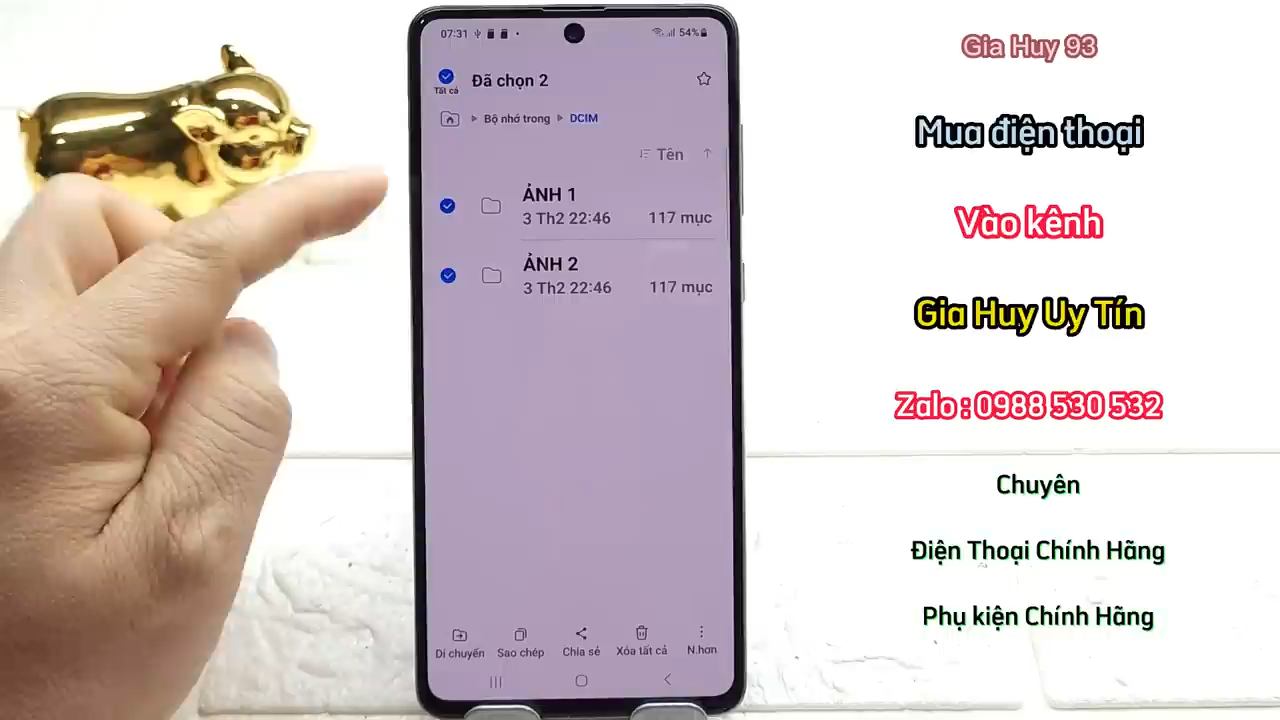 07:31
54%
Tất cả
Đã chọn 2
Bộ nhớ trong
DCIM
Tên
ẢNH 1
3 Th2 22:46
117 mục
ẢNH 2
3 Th2 22:46
117 mục
Di chuyển
Sao chép
Chia sẻ
Xóa tất cả
N.hơn
Gia Huy 93
Mua điện thoại
Vào kênh
Gia Huy Uy Tín
Zalo : 0988 530 532
Chuyên
Điện Thoại Chính Hãng
Phụ kiện Chính Hãng